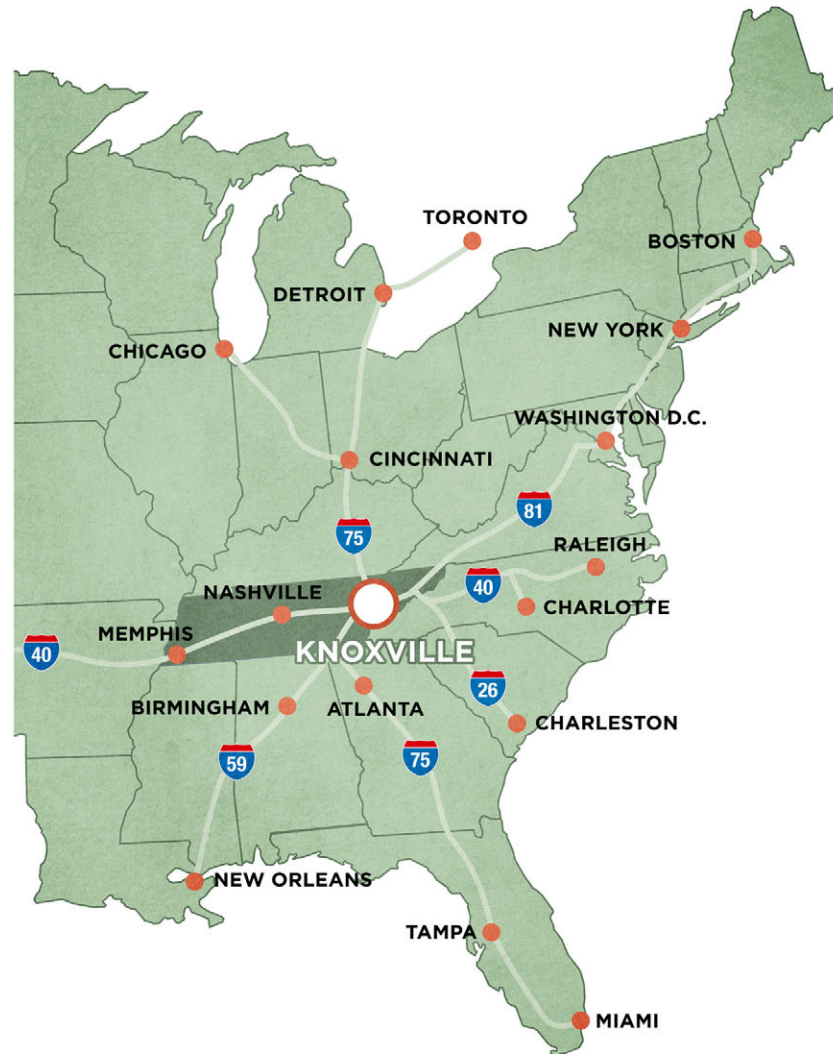 TORONTO
BOSTON
DETROIT
NEW YORK
CHICAGO
WASHINGTON D.C.
CINCINNATI
81
75
RALEIGH
40
NASHVILLE
CHARLOTTE
MEMPHIS
40
KNOXVILLE
26
BIRMINGHAM
ATLANTA
CHARLESTON
59
75
NEW ORLEANS
TAMPA
MIAMI